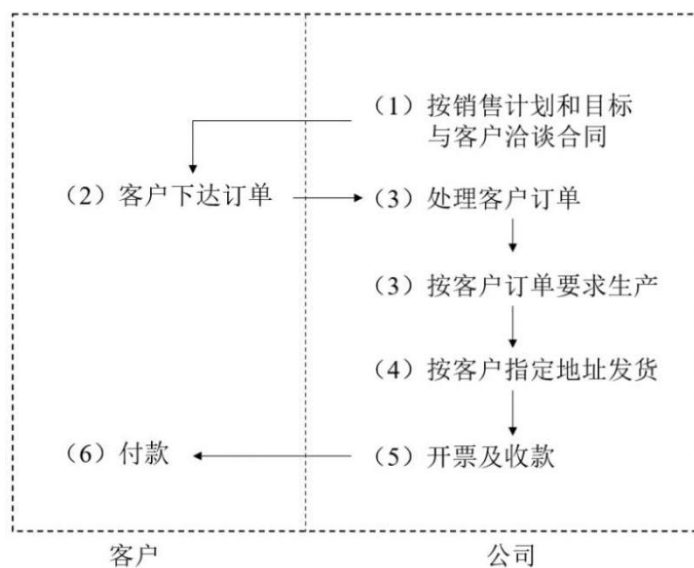 （1）按销售计划和目标
与客户洽谈合同
（2）客户下达订单
（3）处理客户订单
（3）按客户订单要求生产
（4）按客户指定地址发货
（6）付款
（5）开票及收款
客户
公司